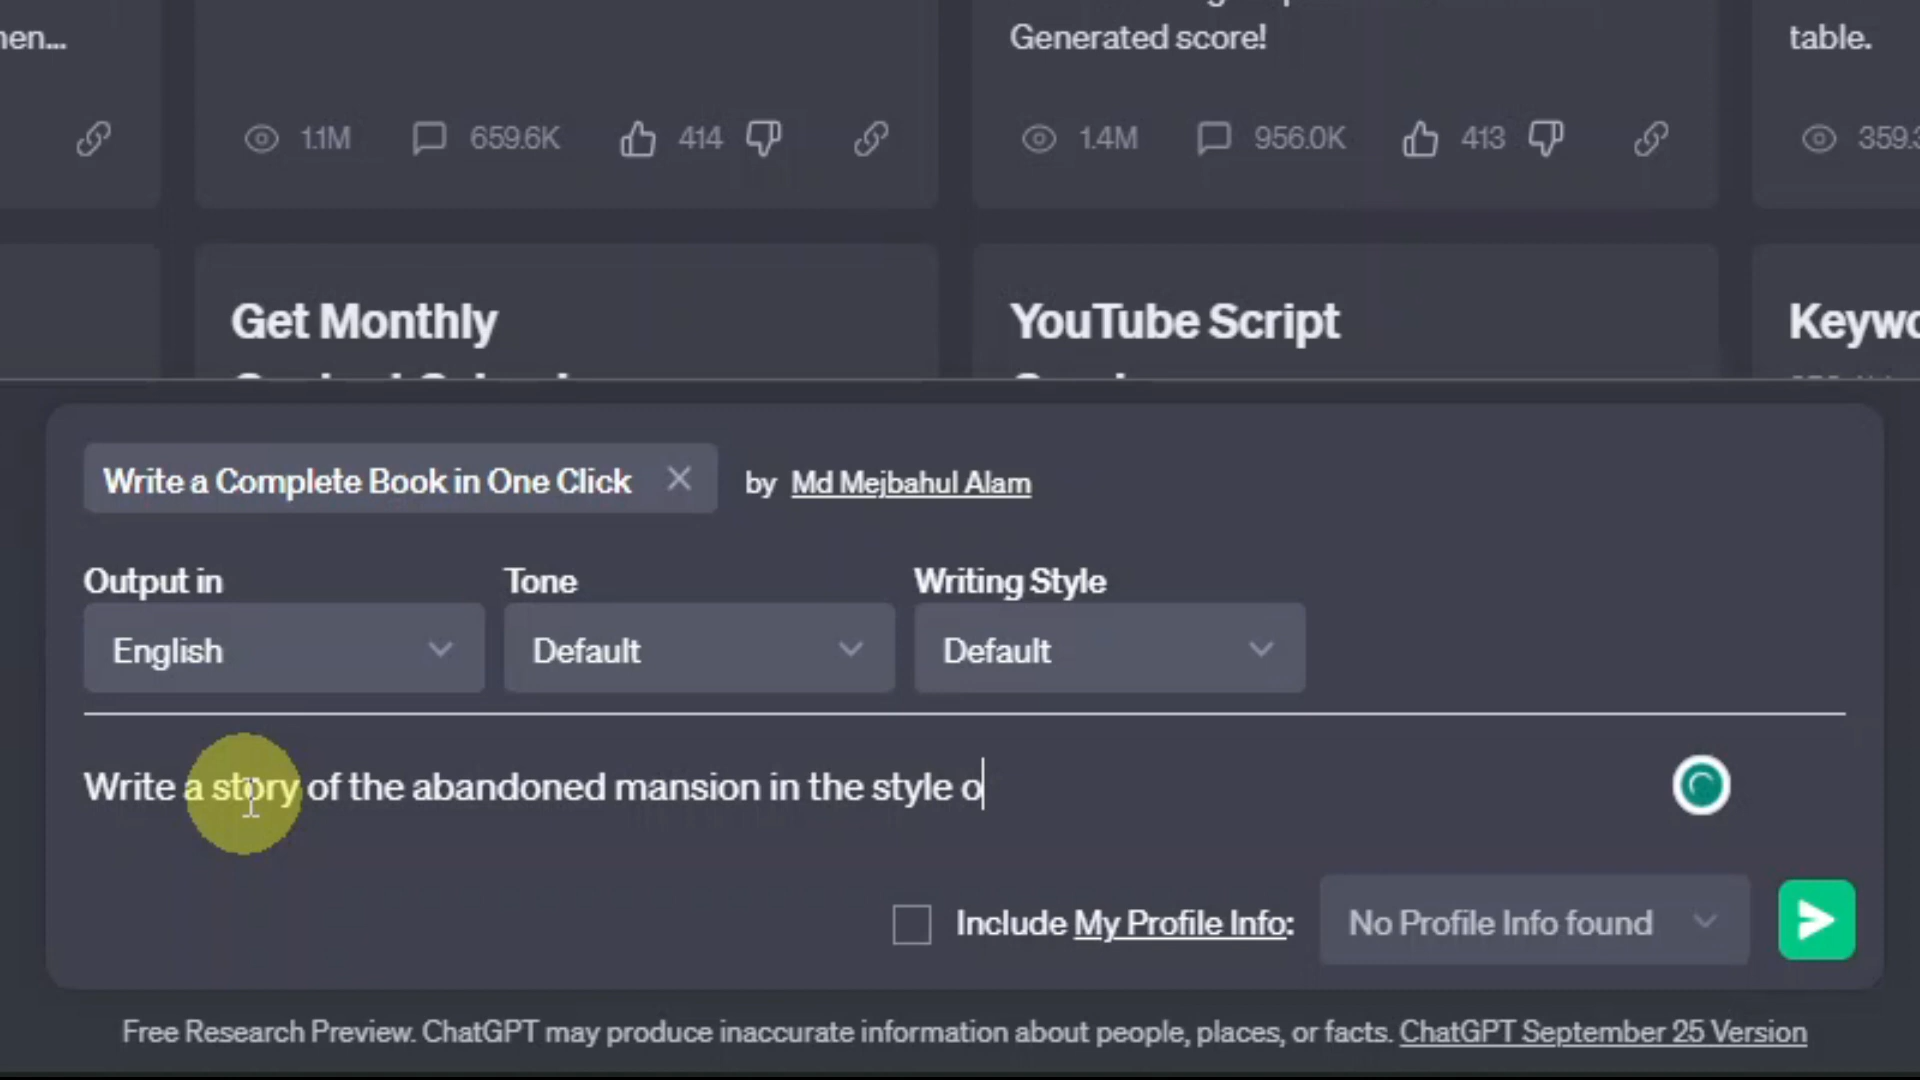 Generated score!
table.
1.1M 659.6K 414 1.4M 956.0K 413
Get Monthly YouTube Script
Write a Complete Book in One Click by Md Mejbahul Alam
Output in Tone Writing Style
English Default Default
Write a story of the abandoned mansion in the style o
Include My Profile Info: No Profile Info found
Free Research Preview. ChatGPT may produce inaccurate information about people, places, or facts. ChatGPT September 25 Version